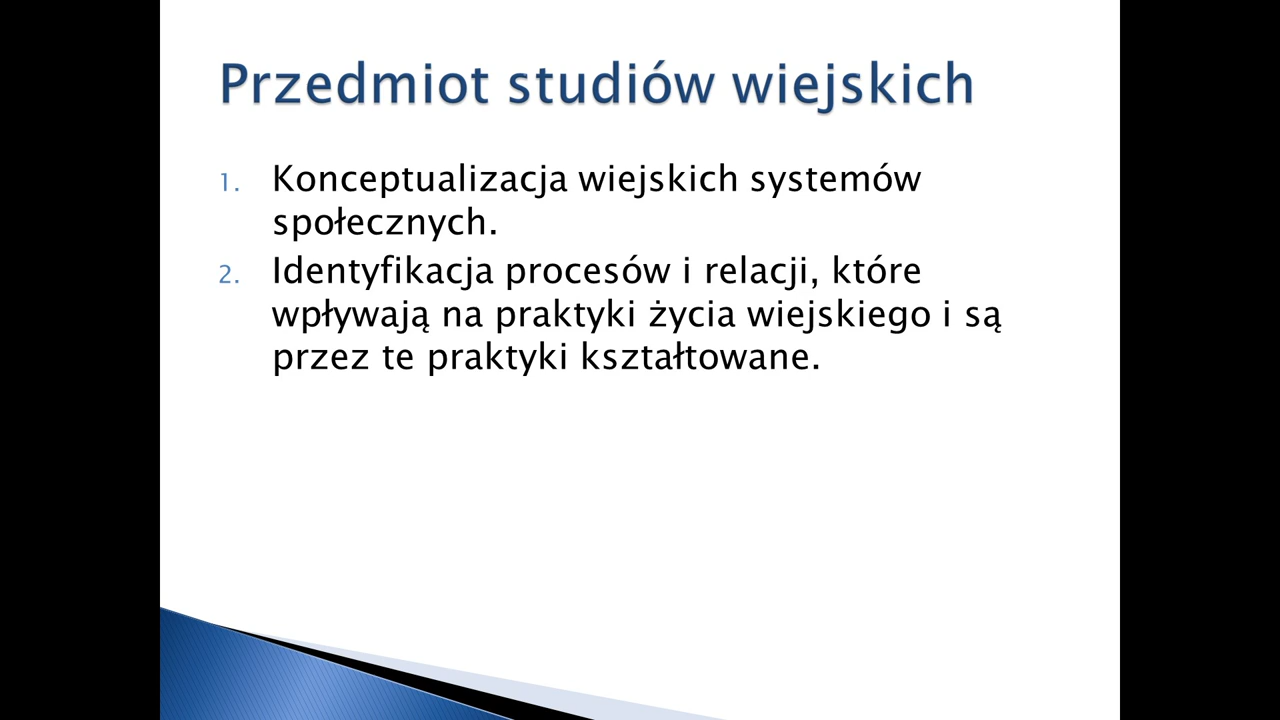 Przedmiot studiów wiejskich
1. Konceptualizacja wiejskich systemów
społecznych.
2. Identyfikacja procesów i relacji, które
wpływają na praktyki życia wiejskiego i są
przez te praktyki kształtowane.